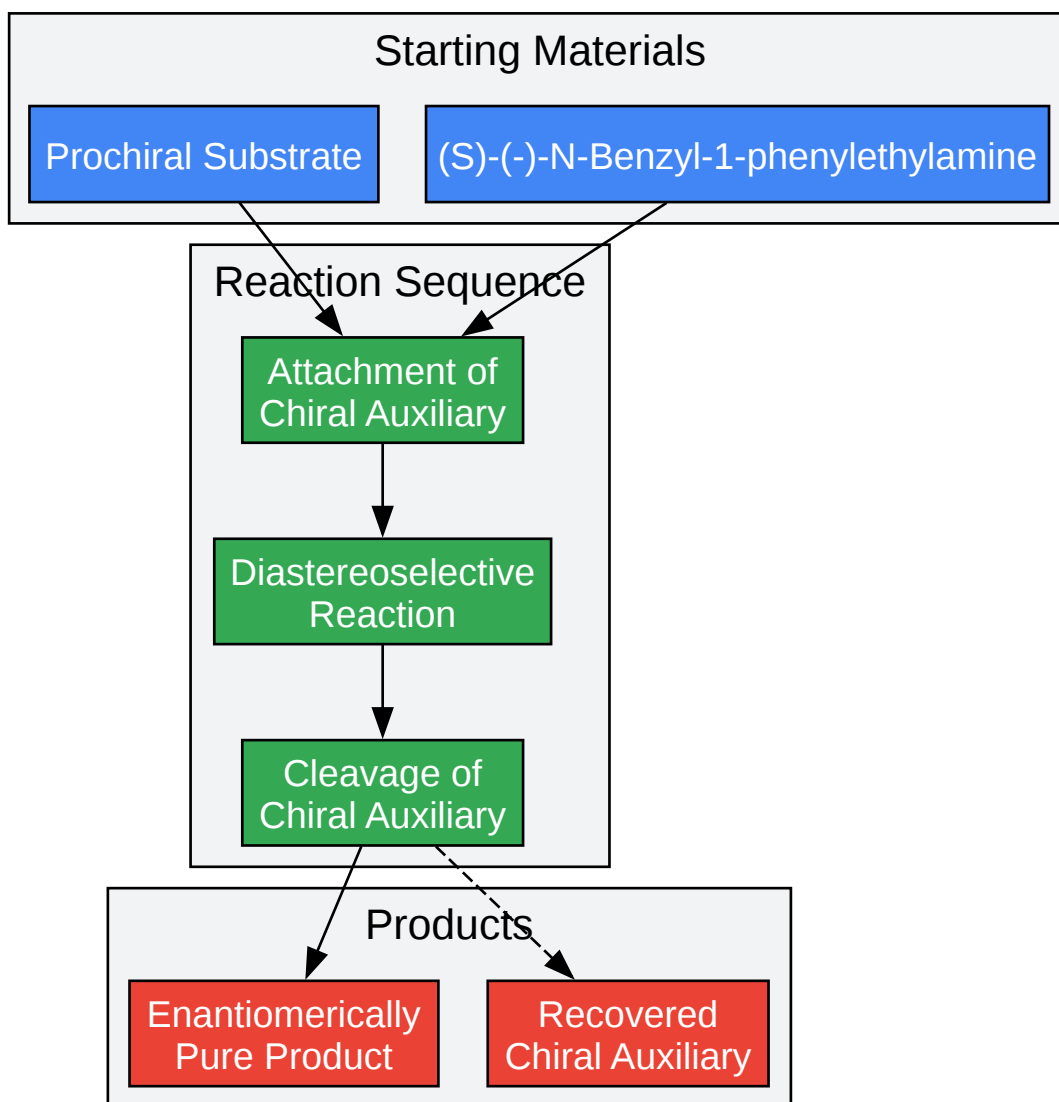 Starting Materials
Prochiral Substrate
(S)-(-)-N-Benzyl-1-phenylethylamine
Reaction Sequence
Attachment of
Chiral Auxiliary
Diastereoselective
Reaction
Cleavage of
Chiral Auxiliary
Products
Enantiomerically
Pure Product
Recovered
Chiral Auxiliary